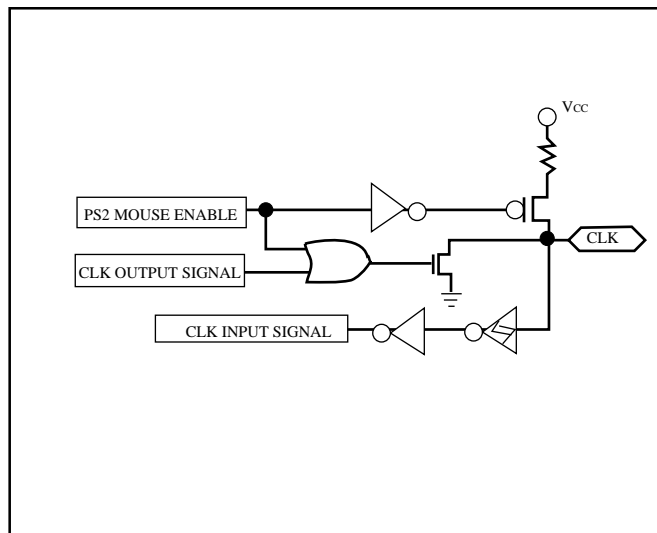 VCC
PS2 MOUSE ENABLE
CLK
CLK OUTPUT SIGNAL
CLK INPUT SIGNAL